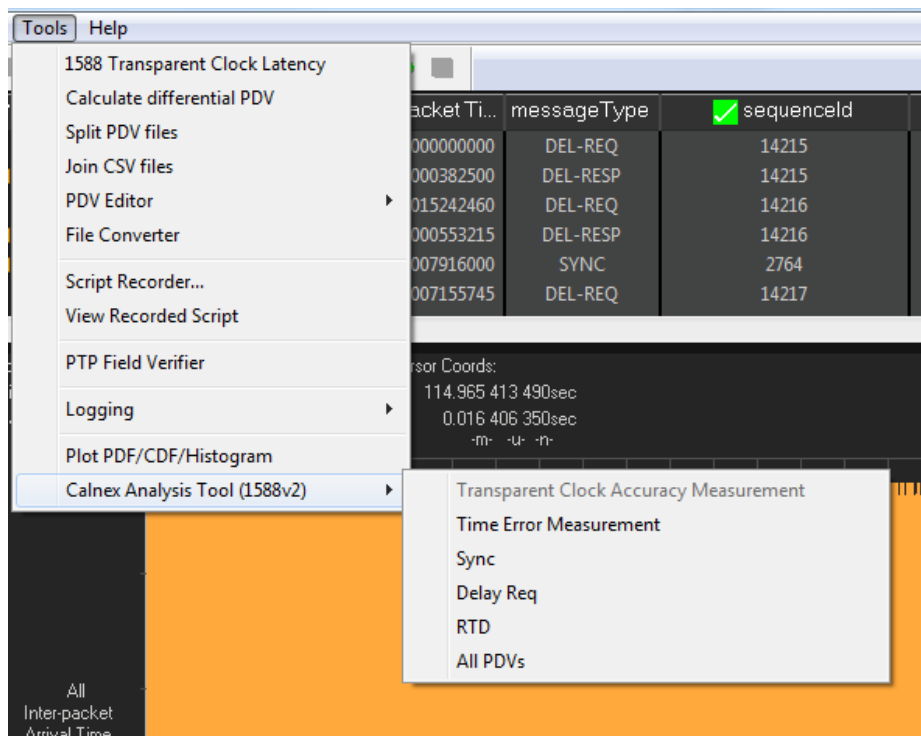 Tools Help
1588 Transparent Clock Latency
Calculate differential PDV
Split PDV files
Join CSV files
PDV Editor
File Converter
Script Recorder...
View Recorded Script
PTP Field Verifier
Logging
Plot PDF/CDF/Histogram
Calnex Analysis Tool (1588v2)
Transparent Clock Accuracy Measurement
Time Error Measurement
Sync
Delay Req
RTD
All PDVs
acket Ti... messageType sequenceId
000000000 DEL-REQ 14215
000382500 DEL-RESP 14215
015242460 DEL-REQ 14216
000553215 DEL-RESP 14216
007916000 SYNC 2764
007155745 DEL-REQ 14217
rsor Coords:
114.965 413 490sec
0.016 406 350sec
-m- -u- -n-
All
Inter-packet
Arrival Time